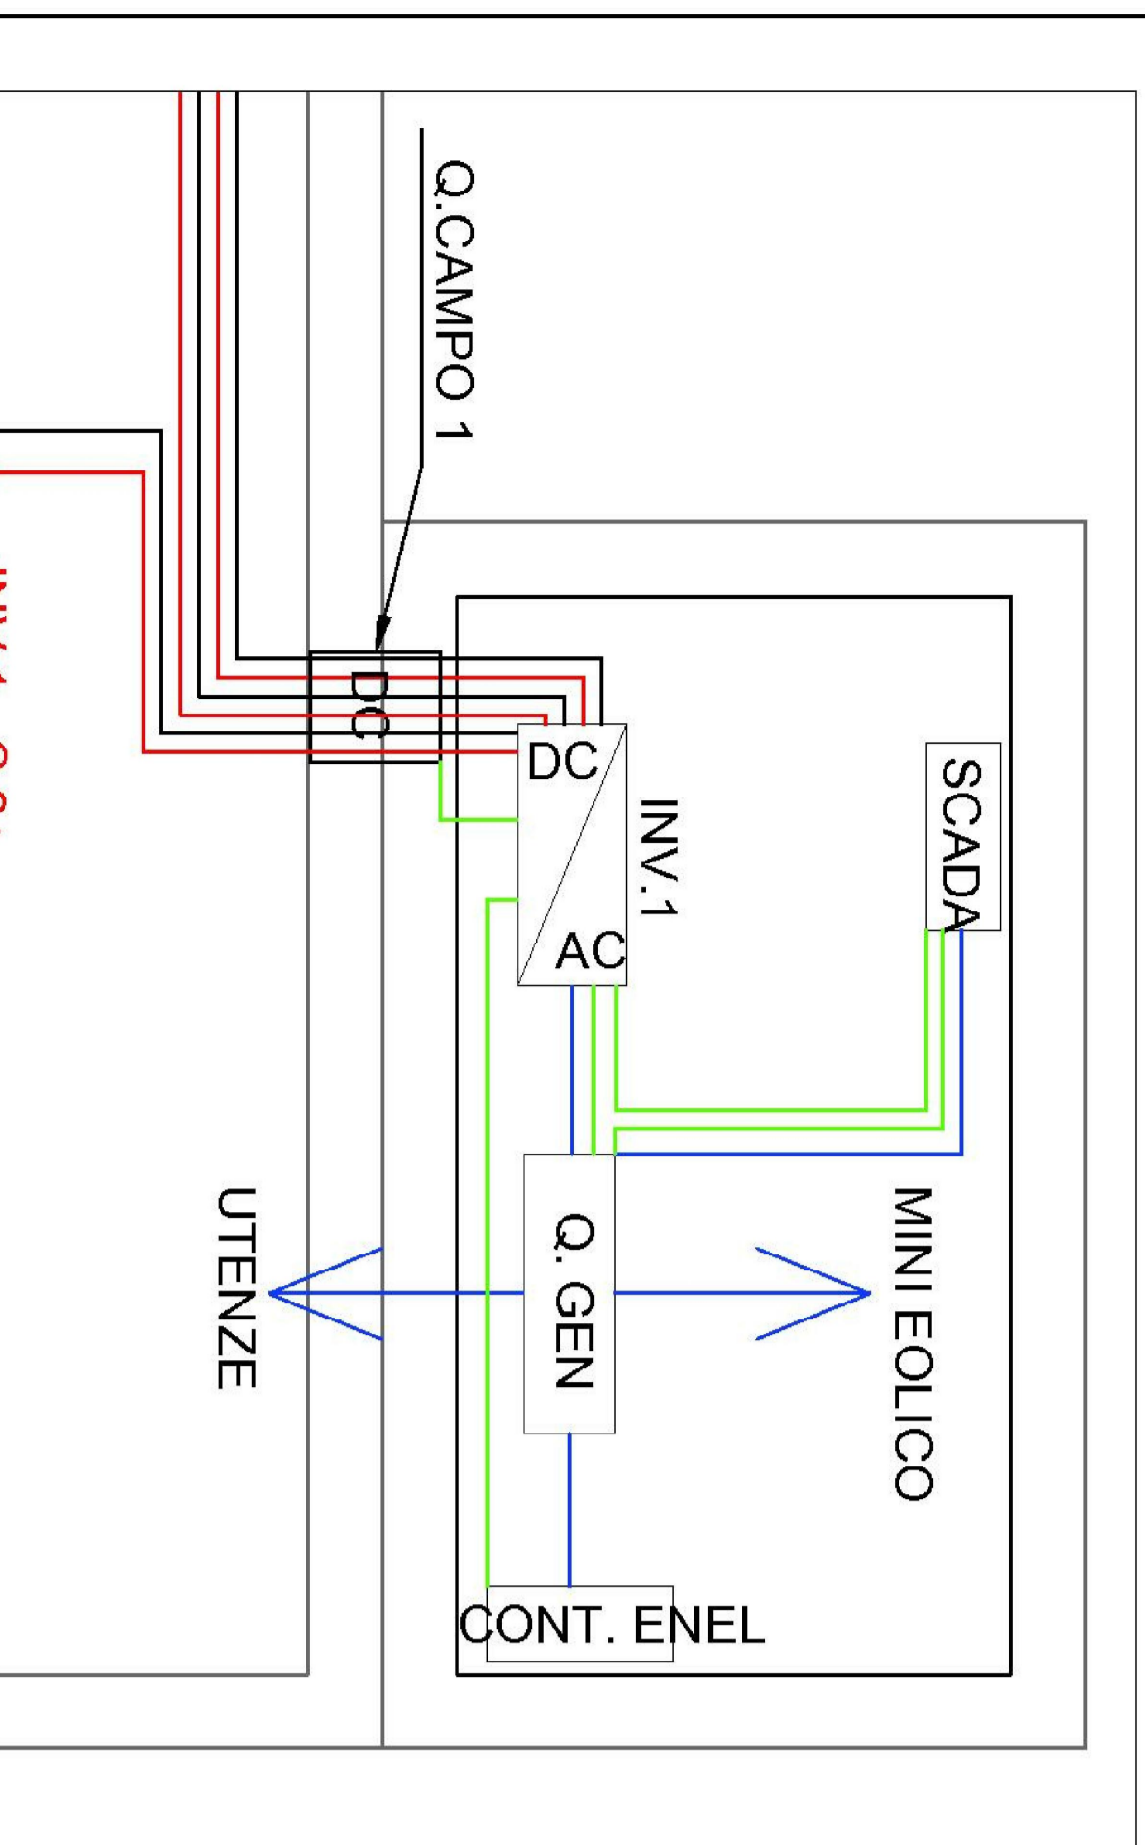 Q.CAMPO 1
DC
DC
INV.1
AC
SCADA
Q. GEN
UTENZE
MINI EOLICO
CONT. ENEL